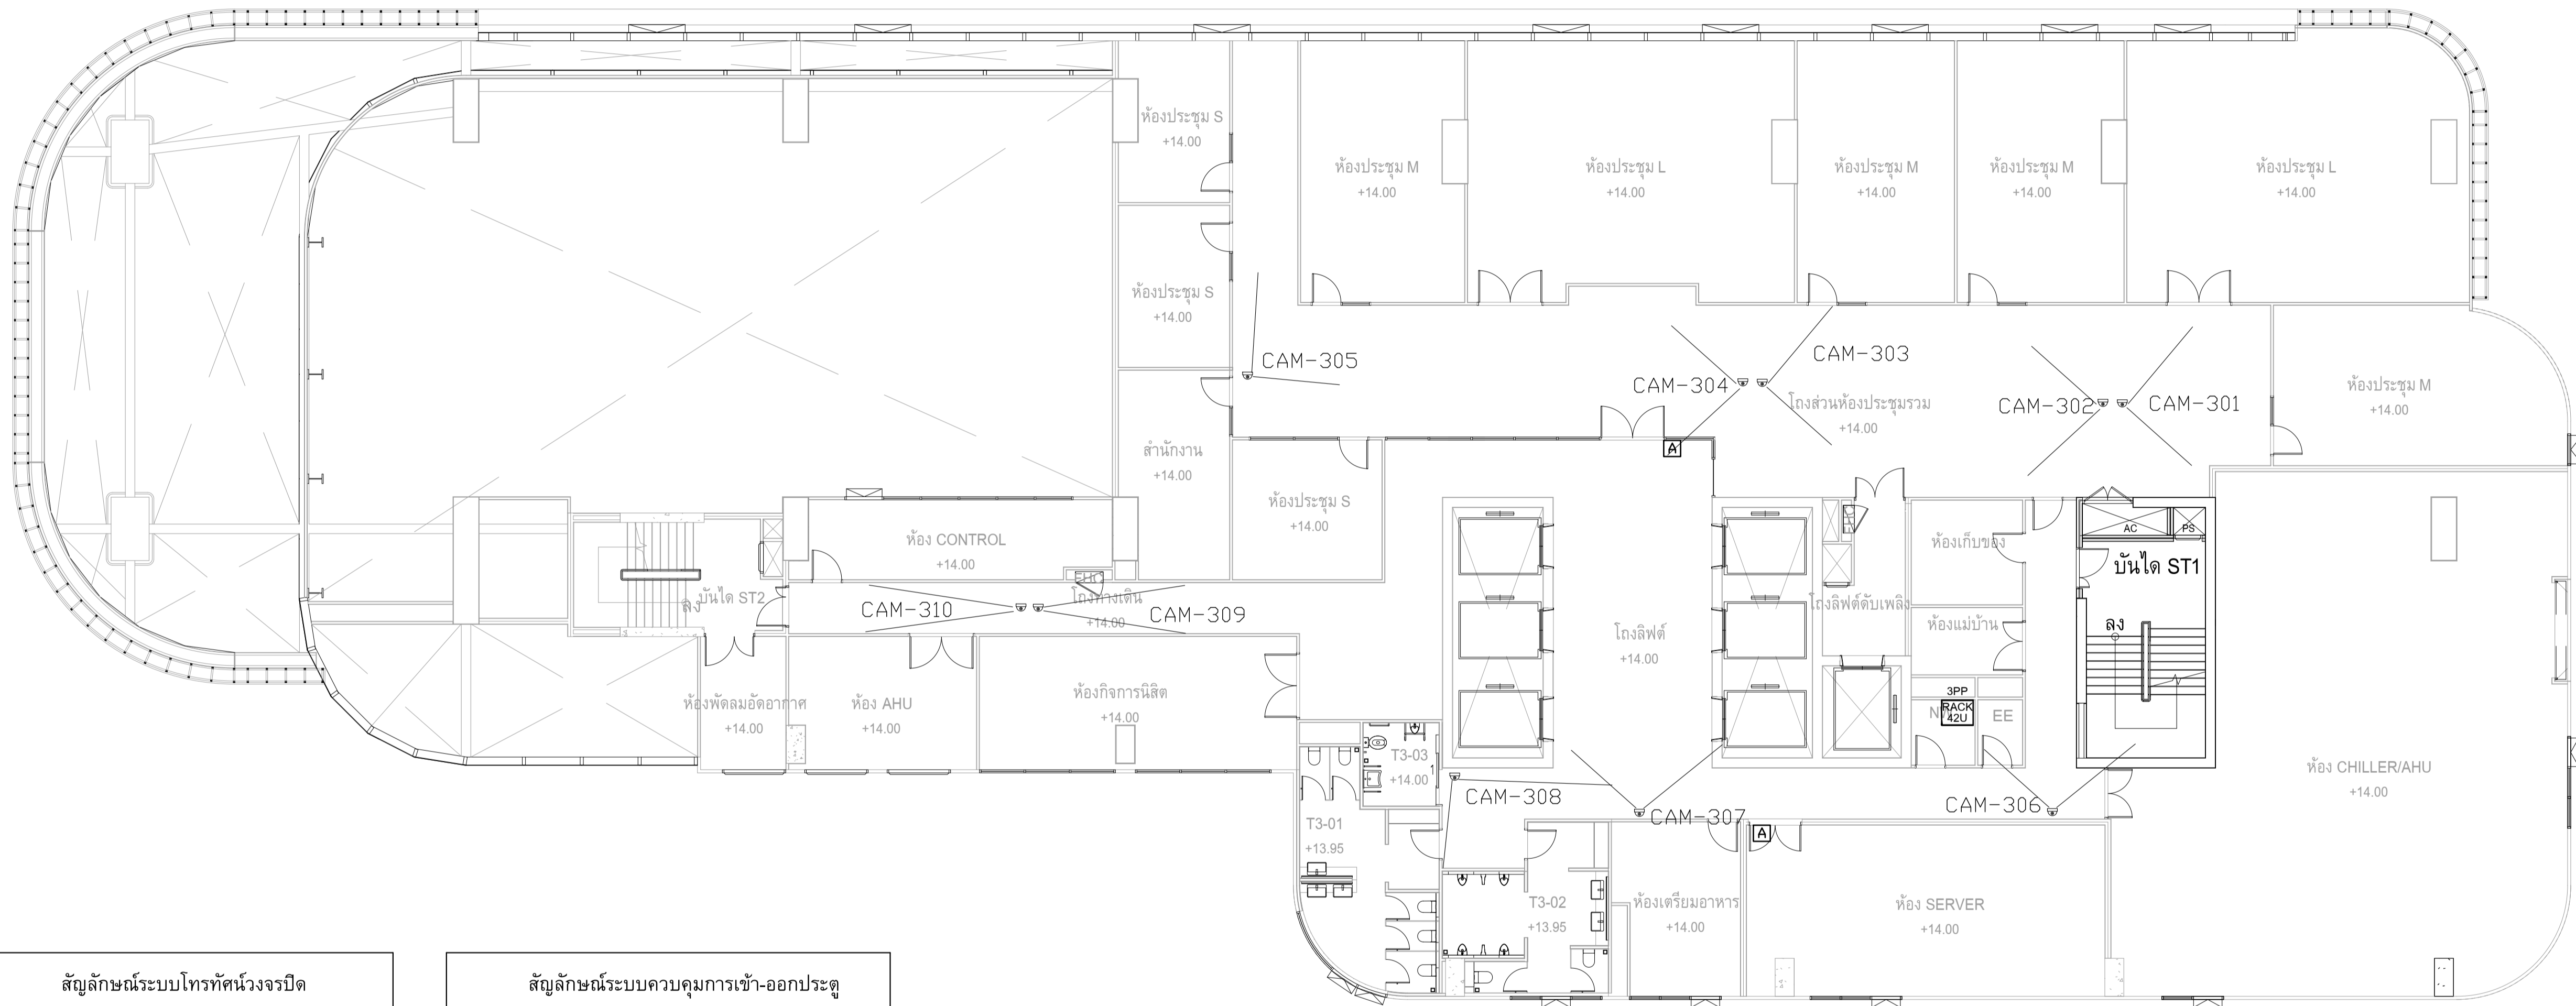 ห้องประชุม S
+14.00
ห้องประชุม M
+14.00
ห้องประชุม L
+14.00
ห้องประชุม M
+14.00
ห้องประชุม M
+14.00
ห้องประชุม L
+14.00
ห้องประชุม S
+14.00
CAM-305
CAM-303
CAM-304
โถงส่วนห้องประชุมรวม
+14.00
CAM-302
CAM-301
ห้องประชุม M
+14.00
สำนักงาน
+14.00
A
ห้องประชุม S
+14.00
ห้อง CONTROL
+14.00
ห้องเก็บของ
AC
PS
บันได ST1
FHC
บันได ST2
ลง
CAM-310
โถงทางเดิน
+14.00
CAM-309
โถงลิฟต์
+14.00
โถงลิฟต์ดับเพลิง
ห้องแม่บ้าน
ลง
ห้องพัดลมอัดอากาศ
+14.00
ห้อง AHU
+14.00
ห้องกิจการนิสิต
+14.00
3PP
RACK
42U
EE
T3-03
+14.00
1
CAM-308
CAM-307
CAM-306
ห้อง CHILLER/AHU
+14.00
T3-01
+13.95
A
T3-02
+13.95
ห้องเตรียมอาหาร
+14.00
ห้อง SERVER
+14.00
สัญลักษณ์ระบบโทรทัศน์วงจรปิด
สัญลักษณ์ระบบควบคุมการเข้า-ออกประตู